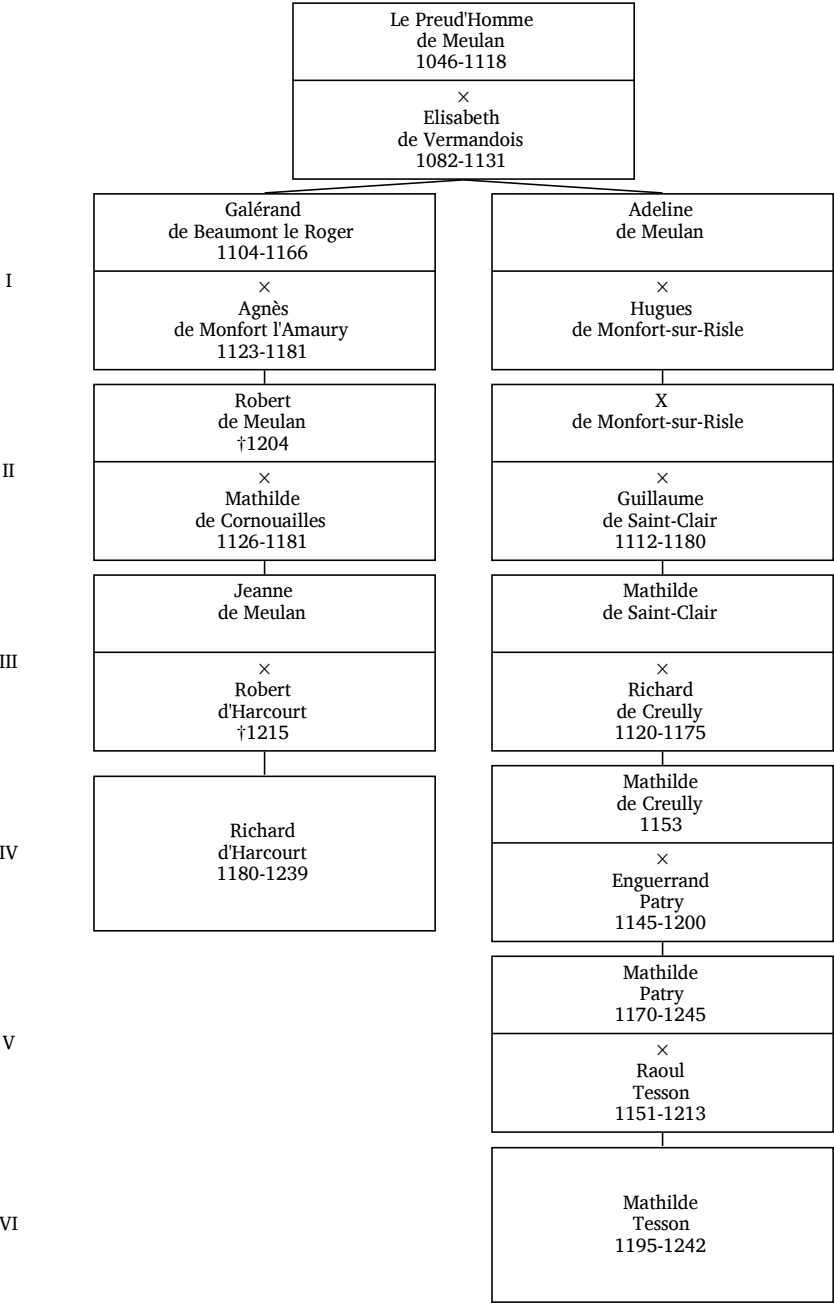 Le Preud'Homme
de Meulan
1046-1118
×
Elisabeth
de Vermandois
1082-1131
I
Galérand
de Beaumont le Roger
1104-1166
×
Agnès
de Monfort l'Amaury
1123-1181
Adeline
de Meulan
×
Hugues
de Monfort-sur-Risle
II
Robert
de Meulan
†1204
×
Mathilde
de Cornouailles
1126-1181
X
de Monfort-sur-Risle
×
Guillaume
de Saint-Clair
1112-1180
III
Jeanne
de Meulan
×
Robert
d'Harcourt
†1215
Mathilde
de Saint-Clair
×
Richard
de Creully
1120-1175
IV
Richard
d'Harcourt
1180-1239
Mathilde
de Creully
1153
×
Enguerrand
Patry
1145-1200
V
Mathilde
Patry
1170-1245
×
Raoul
Tesson
1151-1213
VI
Mathilde
Tesson
1195-1242